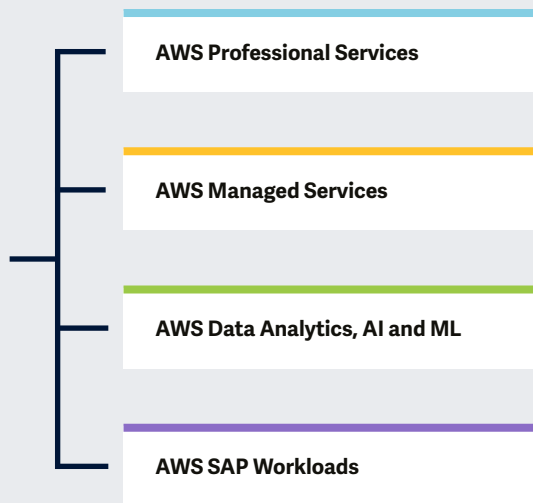 AWS Professional Services
AWS Managed Services
AWS Data Analytics, AI and ML
AWS SAP Workloads